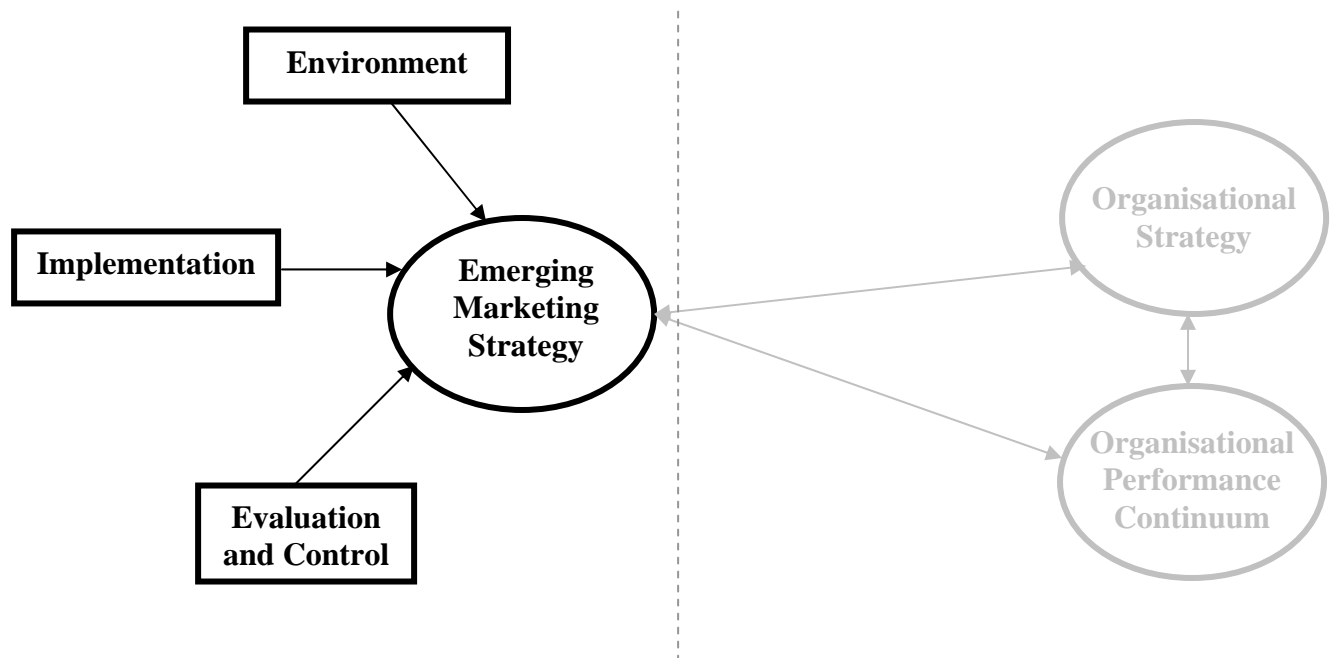 Environment
Implementation
Emerging
Marketing
Strategy
Evaluation
and Control
Organisational
Strategy
Organisational
Performance
Continuum